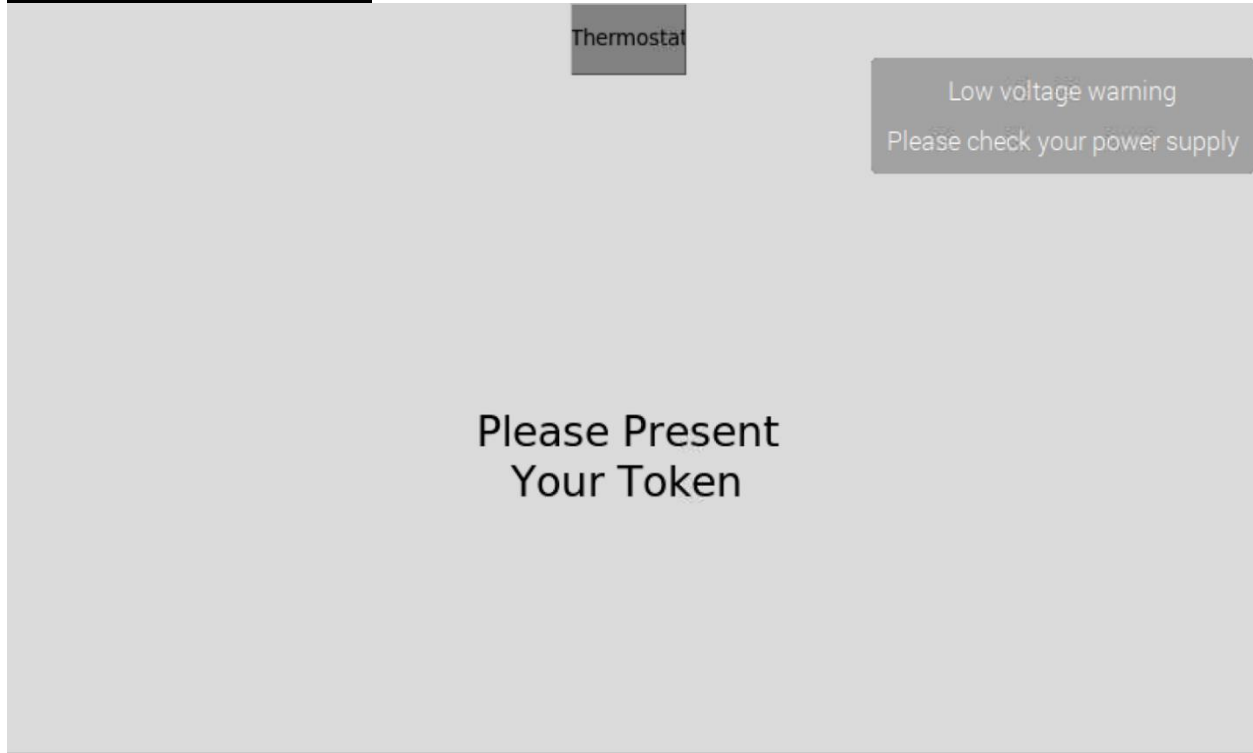 Thermostat
Low voltage warning
Please check your power supply
Please Present
Your Token